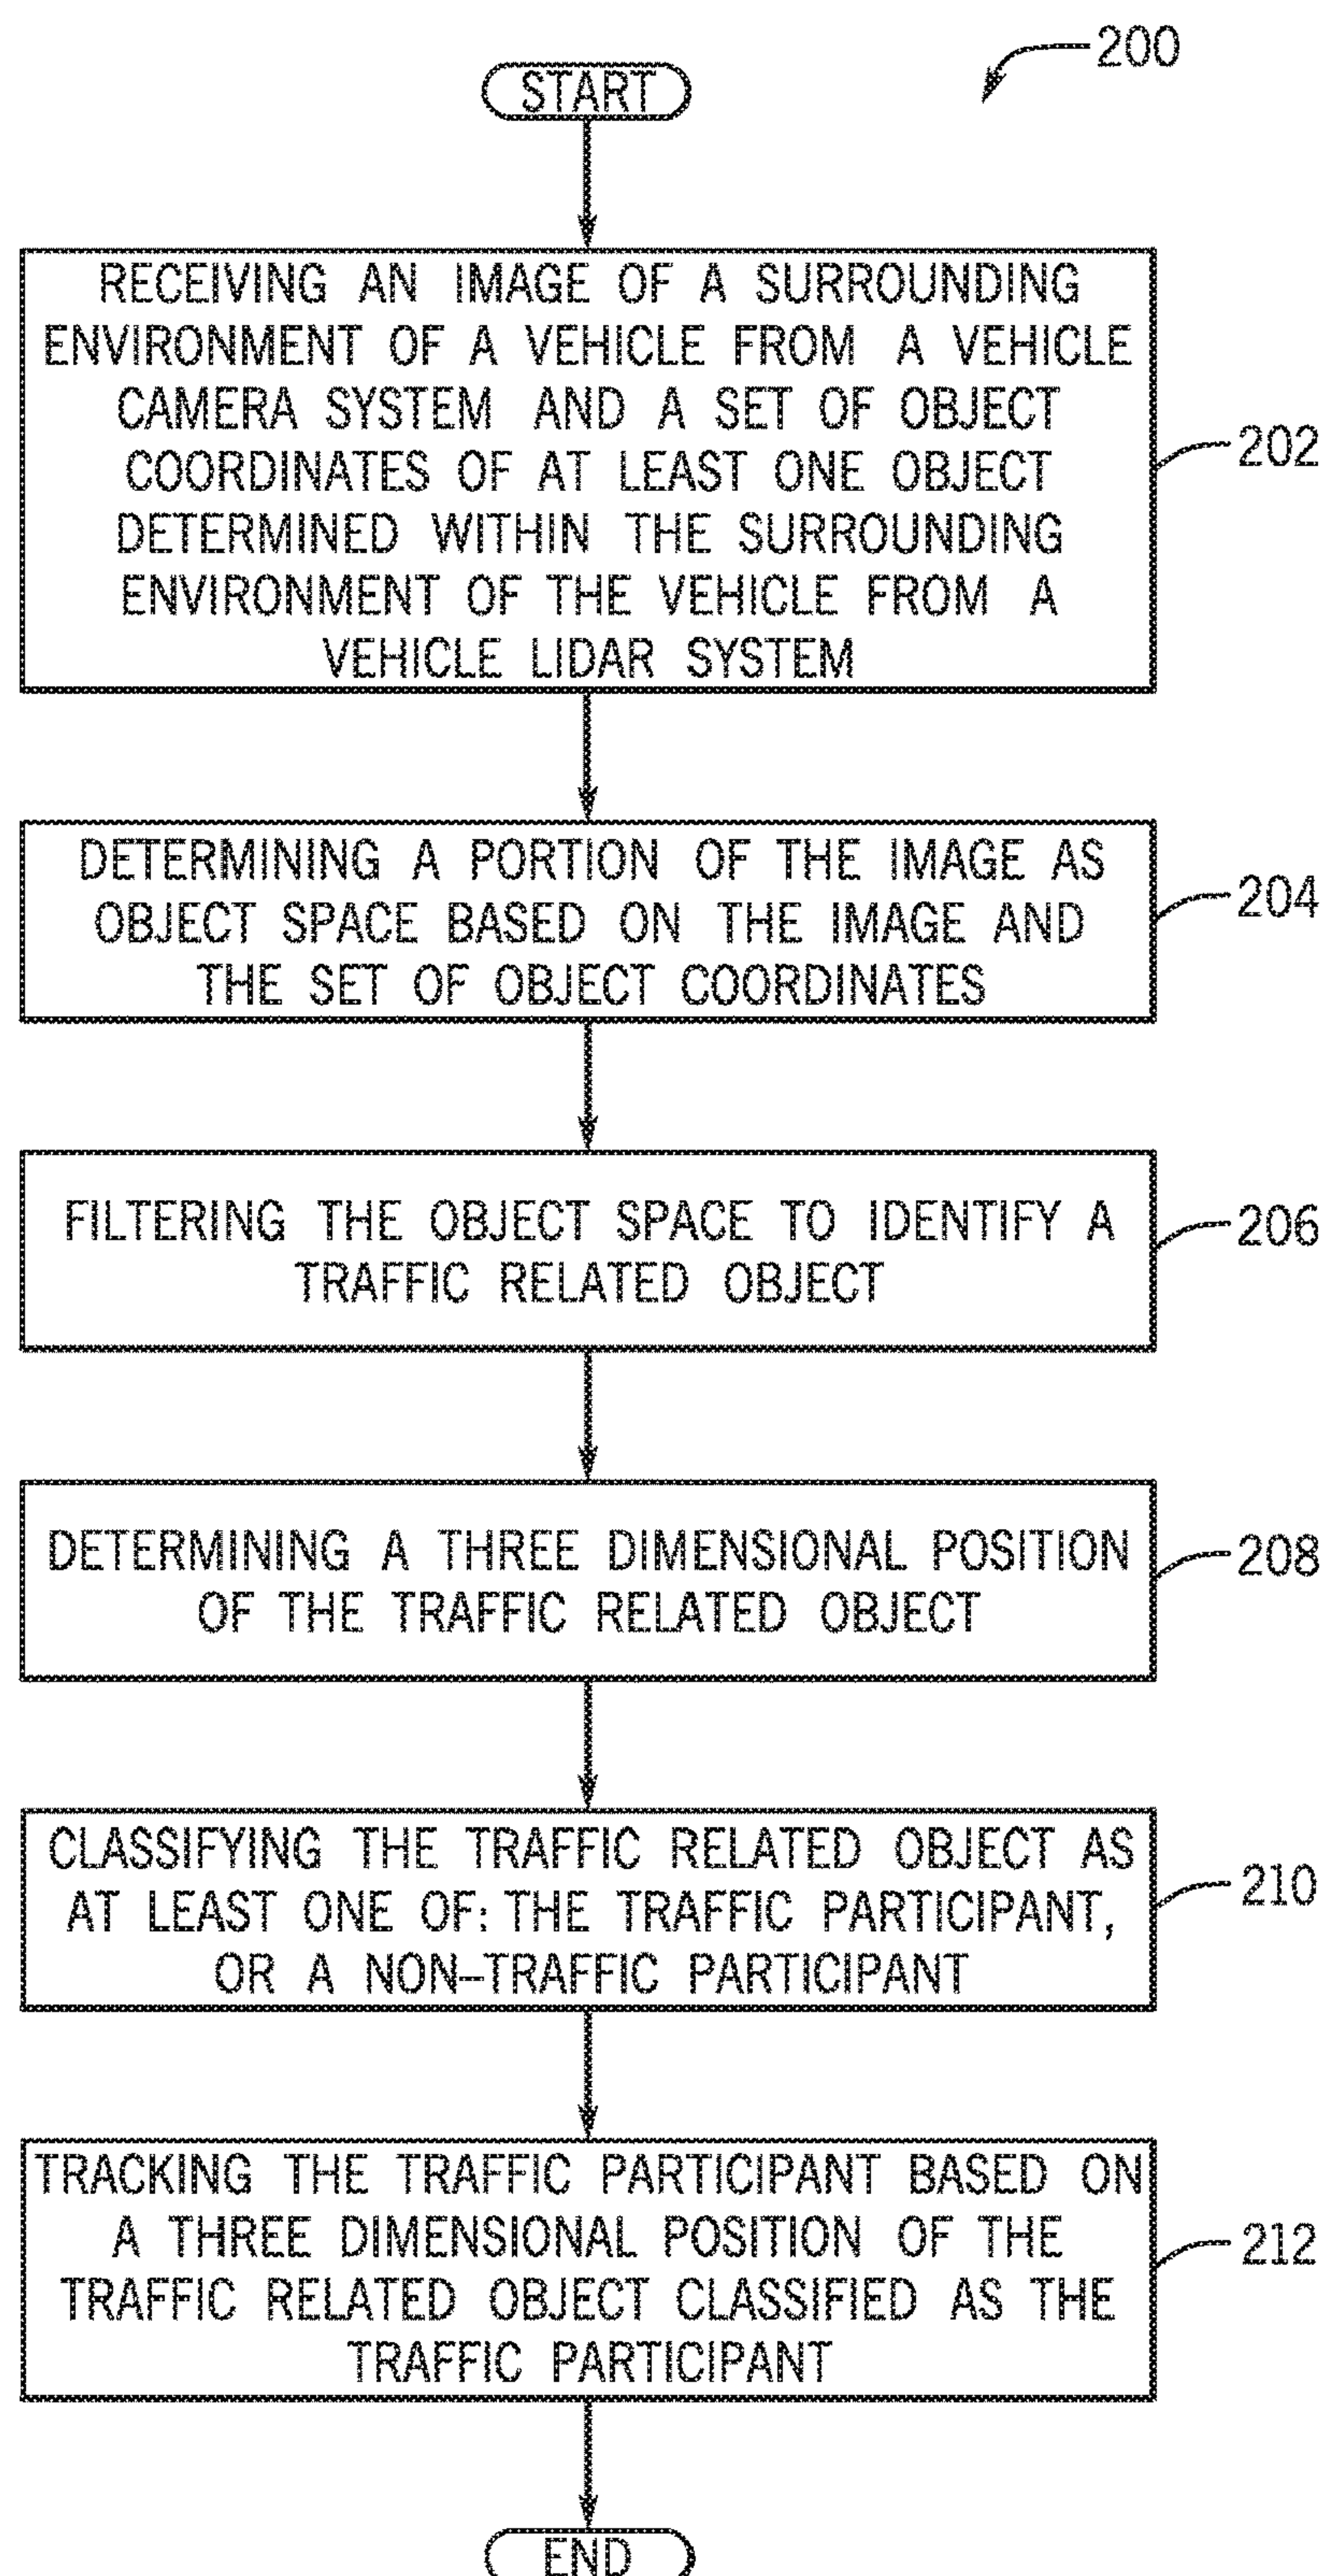 200
START
RECEIVING AN IMAGE OF A SURROUNDING
ENVIRONMENT OF A VEHICLE FROM A VEHICLE
CAMERA SYSTEM AND A SET OF OBJECT
COORDINATES OF AT LEAST ONE OBJECT
DETERMINED WITHIN THE SURROUNDING
ENVIRONMENT OF THE VEHICLE FROM A
VEHICLE LIDAR SYSTEM
202
DETERMINING A PORTION OF THE IMAGE AS
OBJECT SPACE BASED ON THE IMAGE AND
THE SET OF OBJECT COORDINATES
204
FILTERING THE OBJECT SPACE TO IDENTIFY A
TRAFFIC RELATED OBJECT
206
DETERMINING A THREE DIMENSIONAL POSITION
OF THE TRAFFIC RELATED OBJECT
208
CLASSIFYING THE TRAFFIC RELATED OBJECT AS
AT LEAST ONE OF: THE TRAFFIC PARTICIPANT,
OR A NON–TRAFFIC PARTICIPANT
210
TRACKING THE TRAFFIC PARTICIPANT BASED ON
A THREE DIMENSIONAL POSITION OF THE
TRAFFIC RELATED OBJECT CLASSIFIED AS THE
TRAFFIC PARTICIPANT
212
END